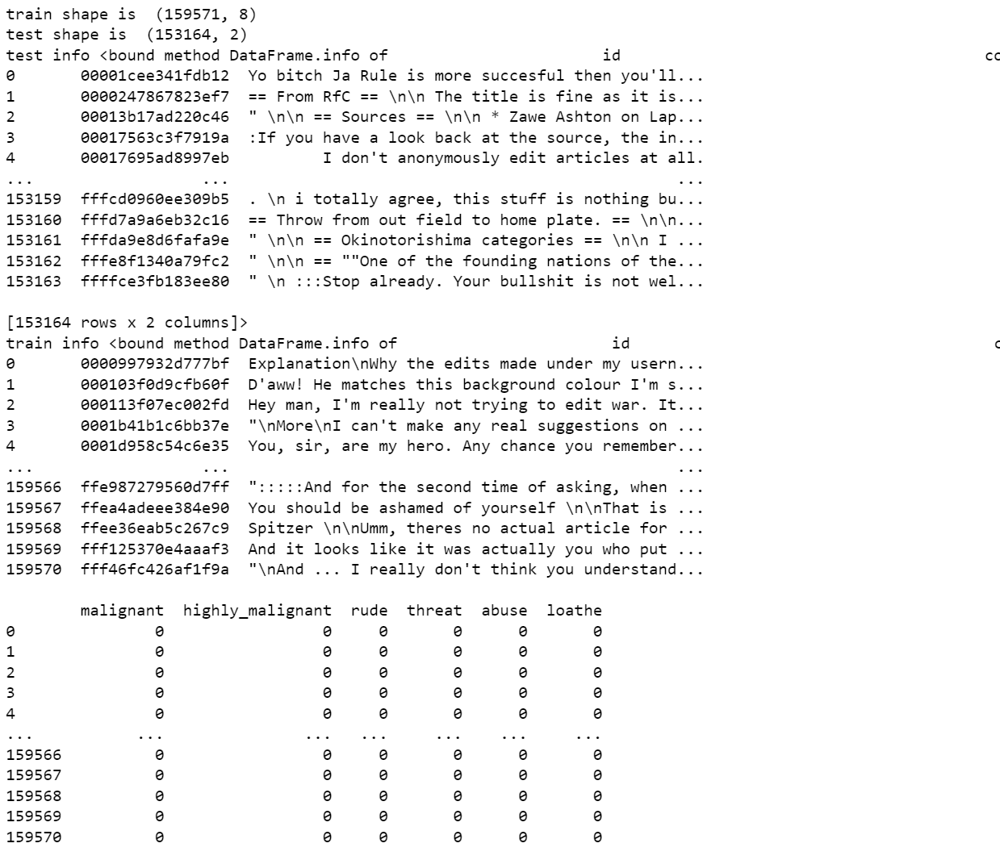 train shape is  (159571, 8)
test shape is  (153164, 2)
test info <bound method DataFrame.info of                       id                                       co
0       00001cee341fdb12  Yo bitch Ja Rule is more succesful then you'll...
1       0000247867823ef7  == From RfC == \n\n The title is fine as it is...
2       00013b17ad220c46  " \n\n == Sources == \n\n * Zawe Ashton on Lap...
3       00017563c3f7919a  :If you have a look back at the source, the in...
4       00017695ad8997eb          I don't anonymously edit articles at all.
...                  ...                                                ...
153159  fffcd0960ee309b5  . \n i totally agree, this stuff is nothing bu...
153160  fffd7a9a6eb32c16  == Throw from out field to home plate. == \n\n...
153161  fffda9e8d6fafa9e  " \n\n == Okinotorishima categories == \n\n I ...
153162  fffe8f1340a79fc2  " \n\n == ""One of the founding nations of the...
153163  ffffce3fb183ee80  " \n :::Stop already. Your bullshit is not wel...
[153164 rows x 2 columns]>
train info <bound method DataFrame.info of                       id                                       c
0       0000997932d777bf  Explanation\nWhy the edits made under my usern...
1       000103f0d9cfb60f  D'aww! He matches this background colour I'm s...
2       000113f07ec002fd  Hey man, I'm really not trying to edit war. It...
3       0001b41b1c6bb37e  "\nMore\nI can't make any real suggestions on ...
4       0001d958c54c6e35  You, sir, are my hero. Any chance you remember...
...                  ...                                                ...
159566  ffe987279560d7ff  ":::::And for the second time of asking, when ...
159567  ffea4adeee384e90  You should be ashamed of yourself \n\nThat is ...
159568  ffee36eab5c267c9  Spitzer \n\nUmm, theres no actual article for ...
159569  fff125370e4aaaf3  And it looks like it was actually you who put ...
159570  fff46fc426af1f9a  "\nAnd ... I really don't think you understand...
        malignant  highly_malignant  rude  threat  abuse  loathe
0               0                 0     0       0      0       0
1               0                 0     0       0      0       0
2               0                 0     0       0      0       0
3               0                 0     0       0      0       0
4               0                 0     0       0      0       0
...           ...               ...   ...     ...    ...     ...
159566          0                 0     0       0      0       0
159567          0                 0     0       0      0       0
159568          0                 0     0       0      0       0
159569          0                 0     0       0      0       0
159570          0                 0     0       0      0       0